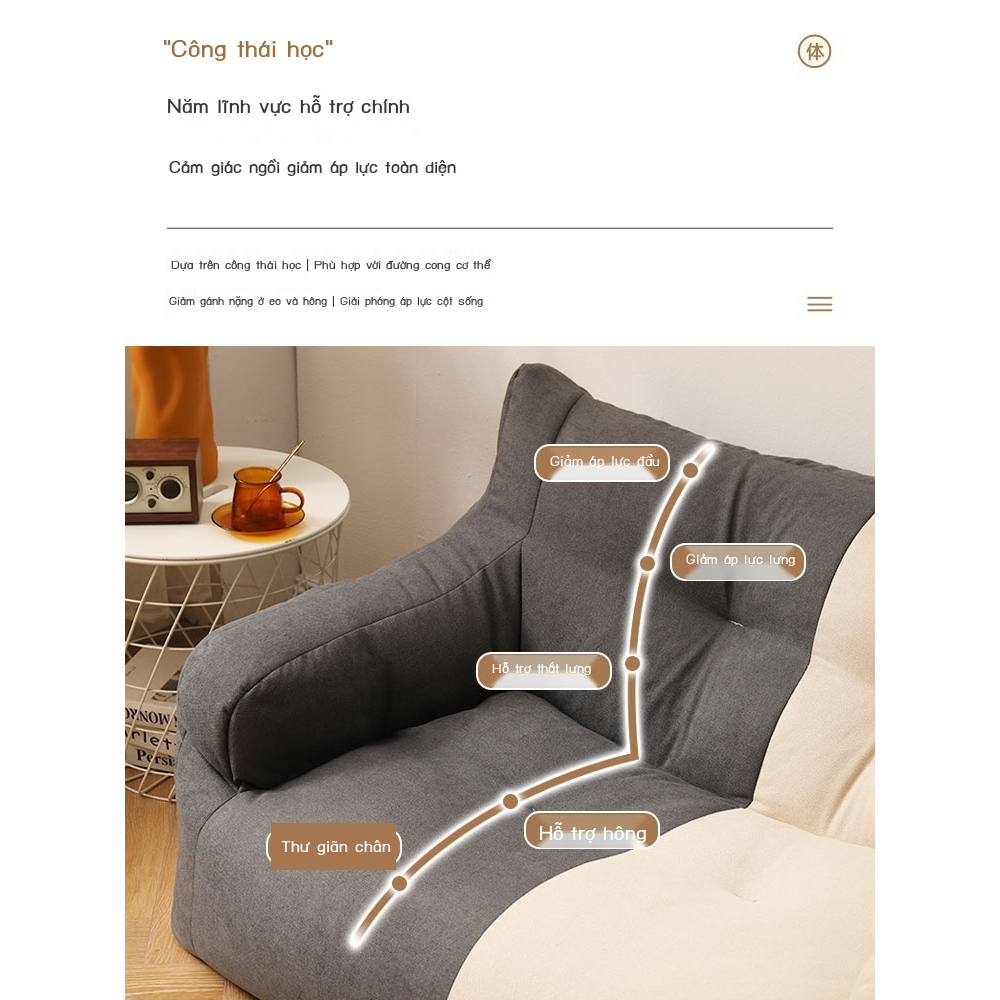 "Công thái học"
体
Năm lĩnh vực hỗ trợ chính
Cảm giác ngồi giảm áp lực toàn diện
Dựa trên công thái học | Phù hợp với đường cong cơ thể
Giảm gánh nặng ở eo và hông | Giải phóng áp lực cột sống
Giảm áp lực đầu
Giảm áp lực lưng
Hỗ trợ thắt lưng
Hỗ trợ hông
Thư giãn chân